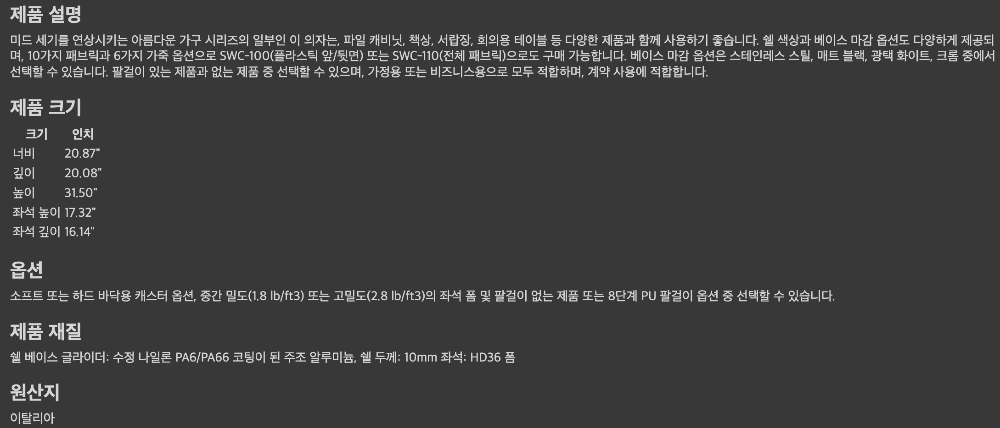 제품 설명
미드 세기를 연상시키는 아름다운 가구 시리즈의 일부인 이 의자는, 파일 캐비닛, 책상, 서랍장, 회의용 테이블 등 다양한 제품과 함께 사용하기 좋습니다. 쉘 색상과 베이스 마감 옵션도 다양하게 제공되
며, 10가지 패브릭과 6가지 가죽 옵션으로 SWC-100(플라스틱 앞/뒷면) 또는 SWC-110(전체 패브릭)으로도 구매 가능합니다. 베이스 마감 옵션은 스테인레스 스틸, 매트 블랙, 광택 화이트, 크롬 중에서
선택할 수 있습니다. 팔걸이 있는 제품과 없는 제품 중 선택할 수 있으며, 가정용 또는 비즈니스용으로 모두 적합하며, 계약 사용에 적합합니다.
제품 크기
크기 인치
너비 20.87"
깊이 20.08"
높이 31.50"
좌석 높이 17.32"
좌석 깊이 16.14"
옵션
소프트 또는 하드 바닥용 캐스터 옵션, 중간 밀도(1.8 lb/ft3) 또는 고밀도(2.8 lb/ft3)의 좌석 폼 및 팔걸이 없는 제품 또는 8단계 PU 팔걸이 옵션 중 선택할 수 있습니다.
제품 재질
쉘 베이스 글라이더: 수정 나일론 PA6/PA66 코팅이 된 주조 알루미늄, 쉘 두께: 10mm 좌석: HD36 폼
원산지
이탈리아